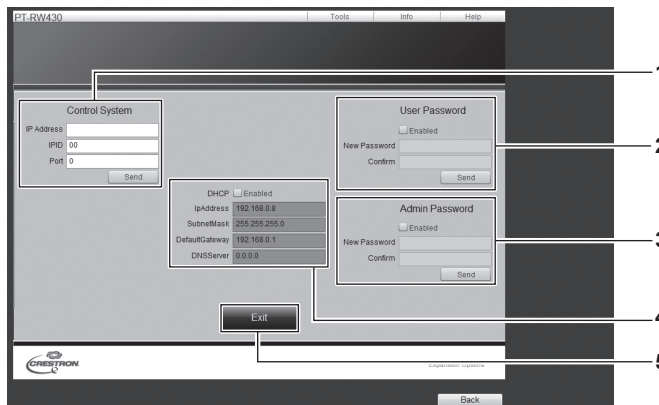 PT-RW430 Tools Info Help
1
Control System
IP Address
IPID 00
Port 0
Send
User Password
Enabled
New Password
Confirm
Send
2
DHCP Enabled
IpAddress 192.168.0.8
SubnetMask 255.255.255.0
DefaultGateway 192.168.0.1
DNSServer 0.0.0.0
Admin Password
Enabled
New Password
Confirm
Send
3
Exit
4
CRESTRON
Expansion Options
5
Back